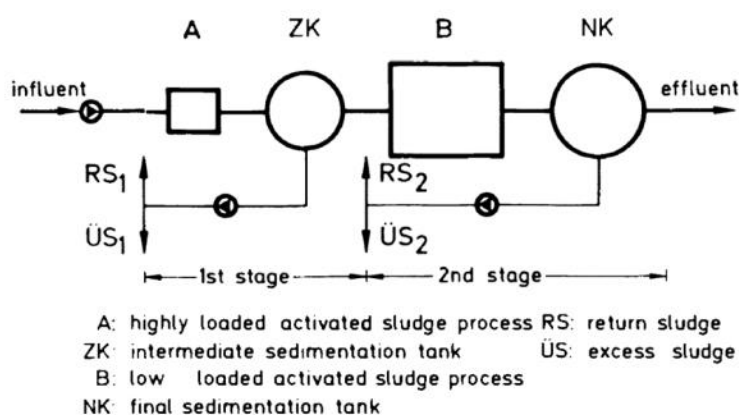 A ZK B NK
influent
effluent
RS₁
RS₂
ÜS₁
ÜS₂
1st stage
2nd stage
A: highly loaded activated sludge process RS: return sludge
ZK: intermediate sedimentation tank ÜS: excess sludge
B: low loaded activated sludge process
NK: final sedimentation tank